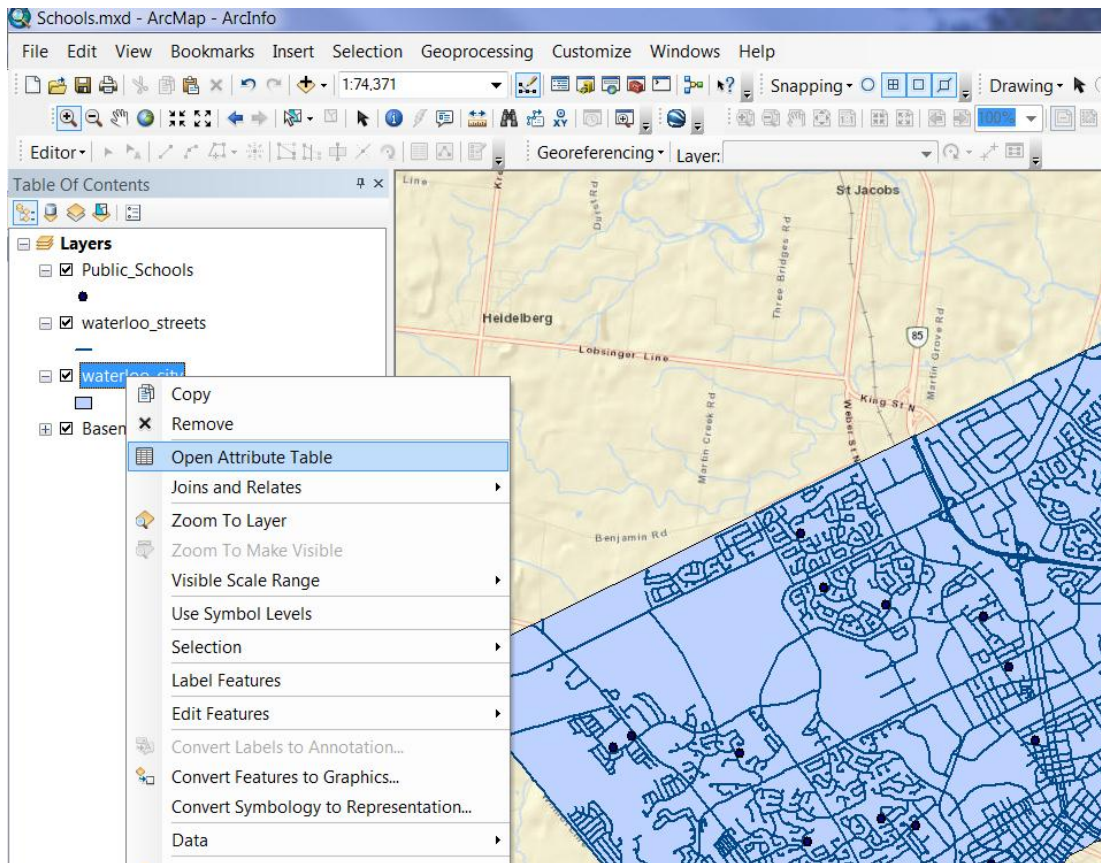 Schools.mxd - ArcMap - ArcInfo
File Edit View Bookmarks Insert Selection Geoprocessing Customize Windows Help
1:74,371 Snapping Drawing
100%
Editor Georeferencing Layer:
Table Of Contents
Layers
Public_Schools
waterloo_streets
waterloo_city
Basem
Copy
Remove
Open Attribute Table
Joins and Relates
Zoom To Layer
Zoom To Make Visible
Visible Scale Range
Use Symbol Levels
Selection
Label Features
Edit Features
Convert Labels to Annotation...
Convert Features to Graphics...
Convert Symbology to Representation...
Data
Line
Durst Rd
St Jacobs
Three Bridges Rd
Heidelberg
Lobsinger Line
85
Martin Grove Rd
King St N
Weber St N
Martin Creek Rd
Benjamin Rd